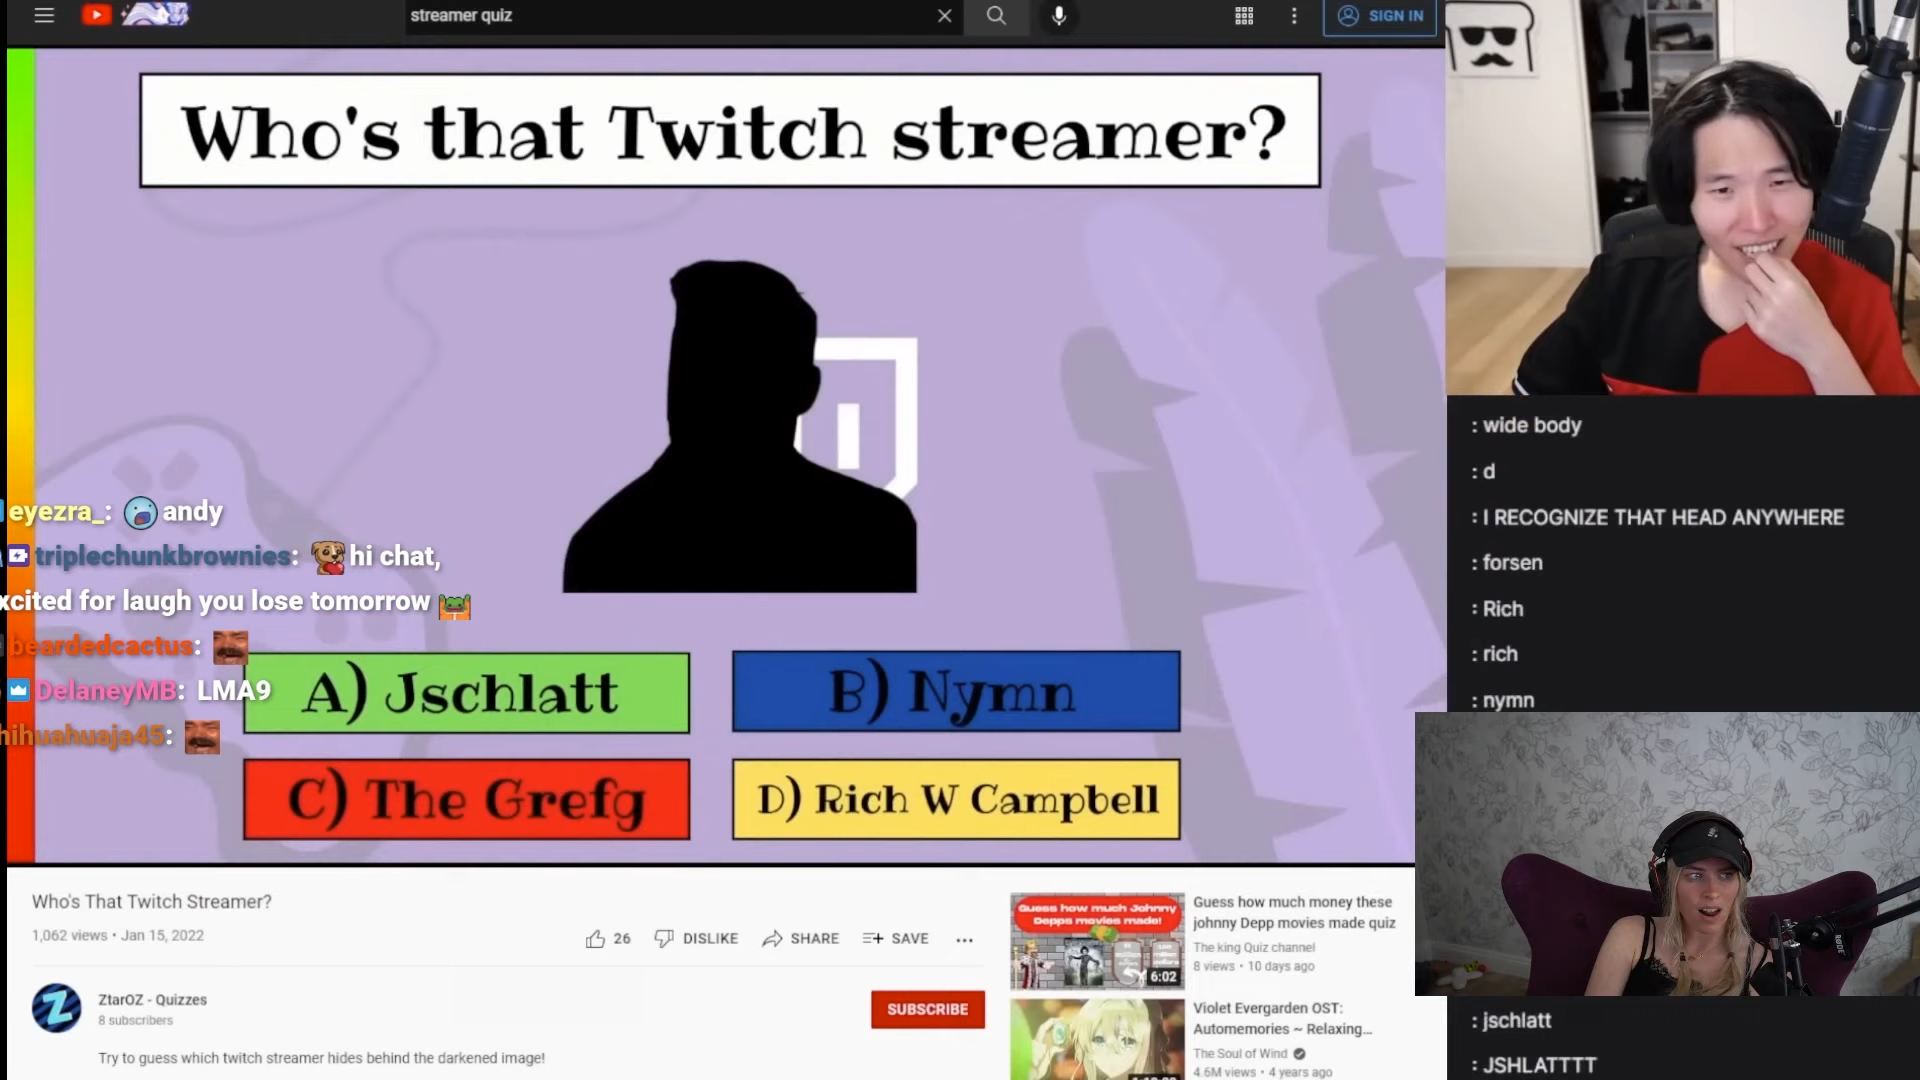 streamer quiz
SIGN IN
Who's that Twitch streamer?
eyezra_: andy
triplechunkbrownies: hi chat,
xcited for laugh you lose tomorrow
beardedcactus:
DelaneyMB: LMA9
hihuahuaja45:
A) Jschlatt
B) Nymn
C) The Grefg
D) Rich W Campbell
Who's That Twitch Streamer?
1,062 views • Jan 15, 2022
26 DISLIKE SHARE SAVE
ZtarOZ - Quizzes
8 subscribers
SUBSCRIBE
Try to guess which twitch streamer hides behind the darkened image!
Guess how much Johnny
Depps movies made!
6:02
Guess how much money these
johnny Depp movies made quiz
The king Quiz channel
8 views • 10 days ago
Violet Evergarden OST:
Automemories ~ Relaxing...
The Soul of Wind
4.6M views • 4 years ago
: wide body
: d
: I RECOGNIZE THAT HEAD ANYWHERE
: forsen
: Rich
: rich
: nymn
RØDE
: jschlatt
: JSHLATTTT